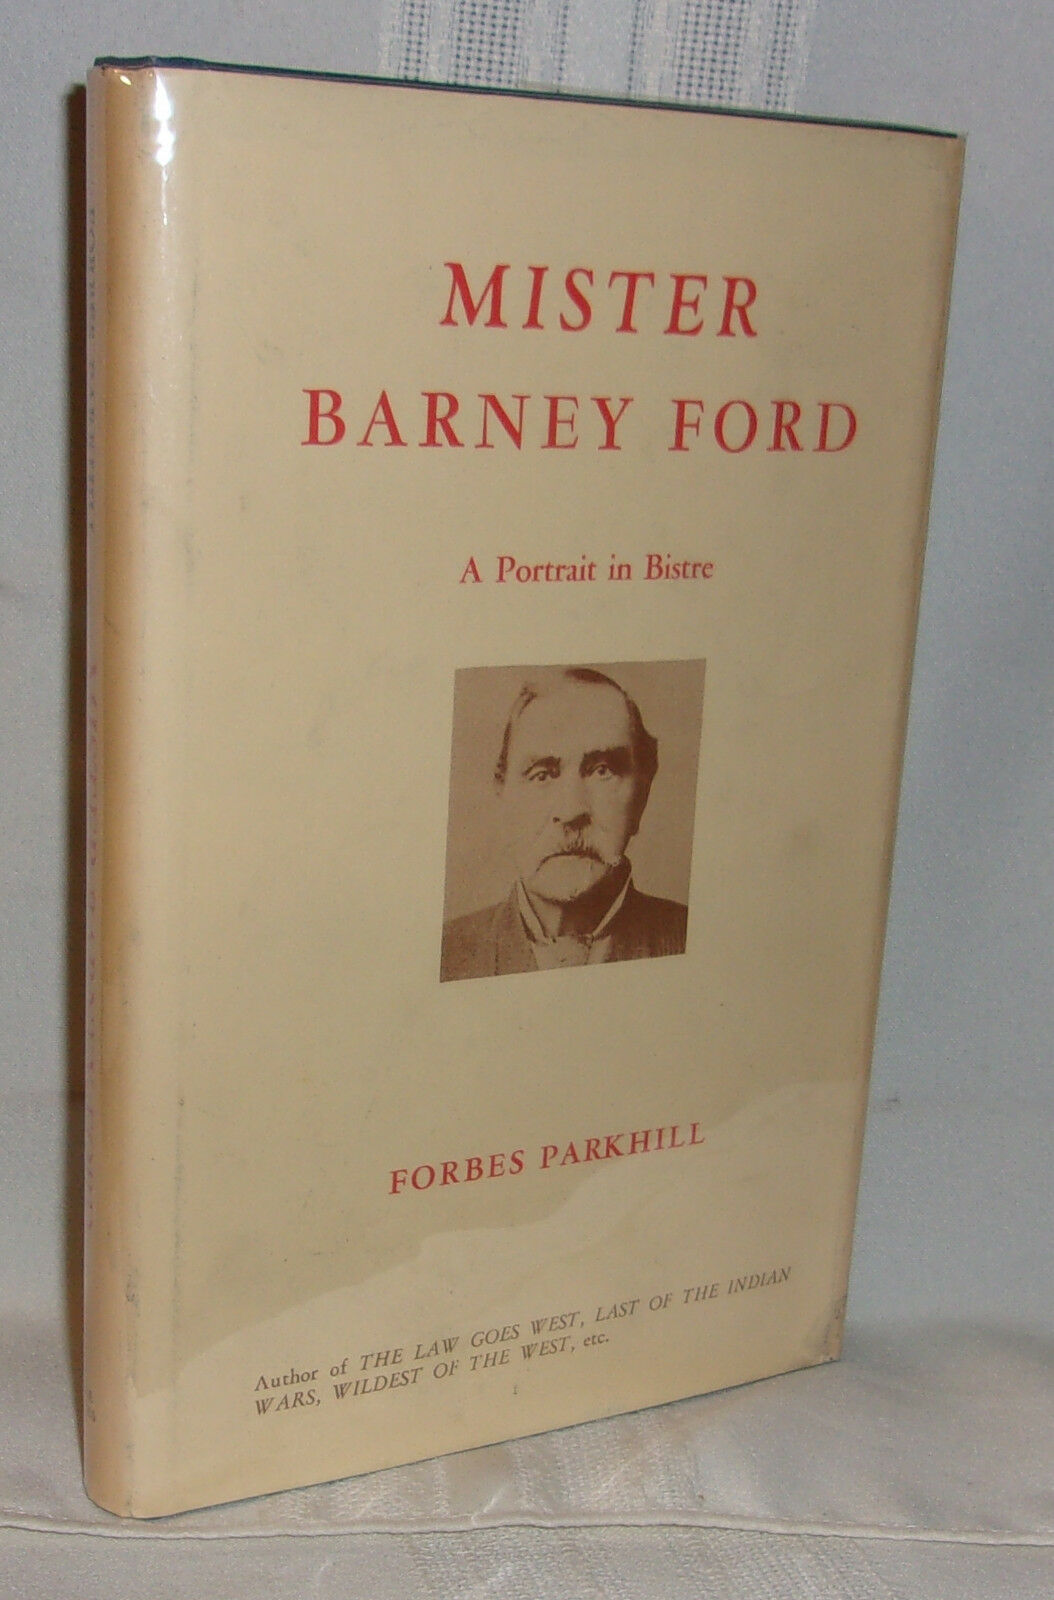 MISTER
BARNEY FORD
A Portrait in Bistre
FORBES PARKHILL
Author of THE LAW GOES WEST, LAST OF THE INDIAN
WARS, WILDEST OF THE WEST, etc.